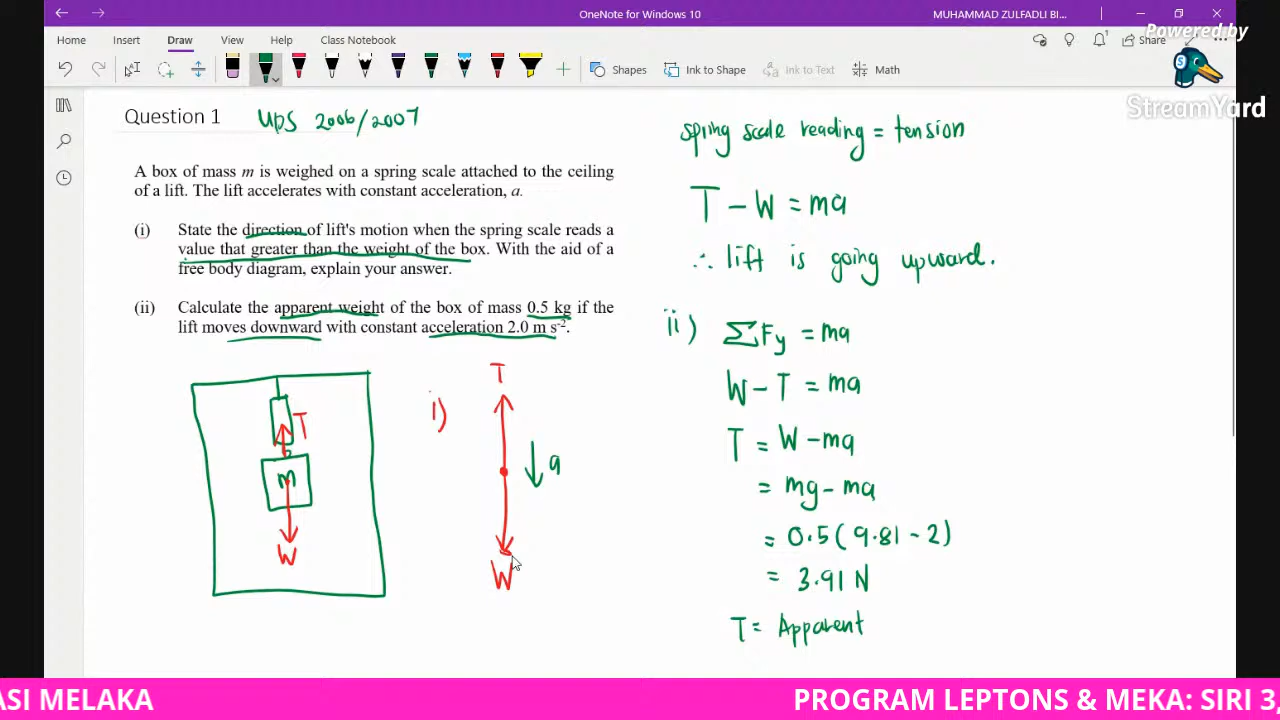 OneNote for Windows 10
MUHAMMAD ZULFADLI BI...
Powered by
StreamYard
Home Insert Draw View Help Class Notebook
Share
Shapes Ink to Shape Ink to Text Math
Question 1 UPS 2006/2007
A box of mass m is weighed on a spring scale attached to the ceiling
of a lift. The lift accelerates with constant acceleration, a.
(i) State the direction of lift's motion when the spring scale reads a
value that greater than the weight of the box. With the aid of a
free body diagram, explain your answer.
(ii) Calculate the apparent weight of the box of mass 0.5 kg if the
lift moves downward with constant acceleration 2.0 m s-2.
T
m
W
i)
T
a
W
spring scale reading = tension
T - W = ma
∴ lift is going upward.
ii) ΣFy = ma
W - T = ma
T = W - ma
= mg - ma
= 0.5(9.81 - 2)
= 3.91 N
T = Apparent
ASI MELAKA
PROGRAM LEPTONS & MEKA: SIRI 3,